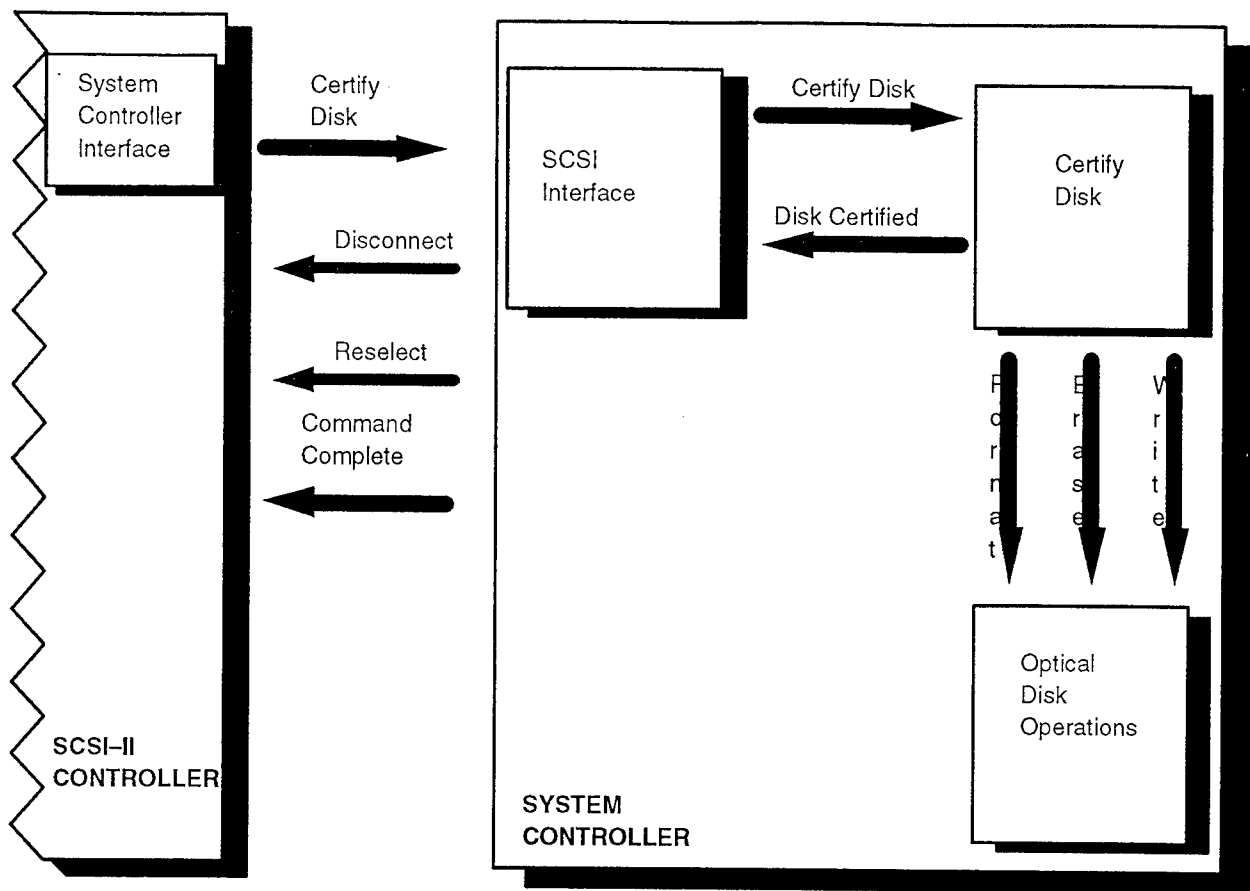 System
Controller
Interface
Certify
Disk
Disconnect
Reselect
Command
Complete
SCSI–II
CONTROLLER
SCSI
Interface
Certify Disk
Disk Certified
Certify
Disk
Format
Erase
Write
Optical
Disk
Operations
SYSTEM
CONTROLLER